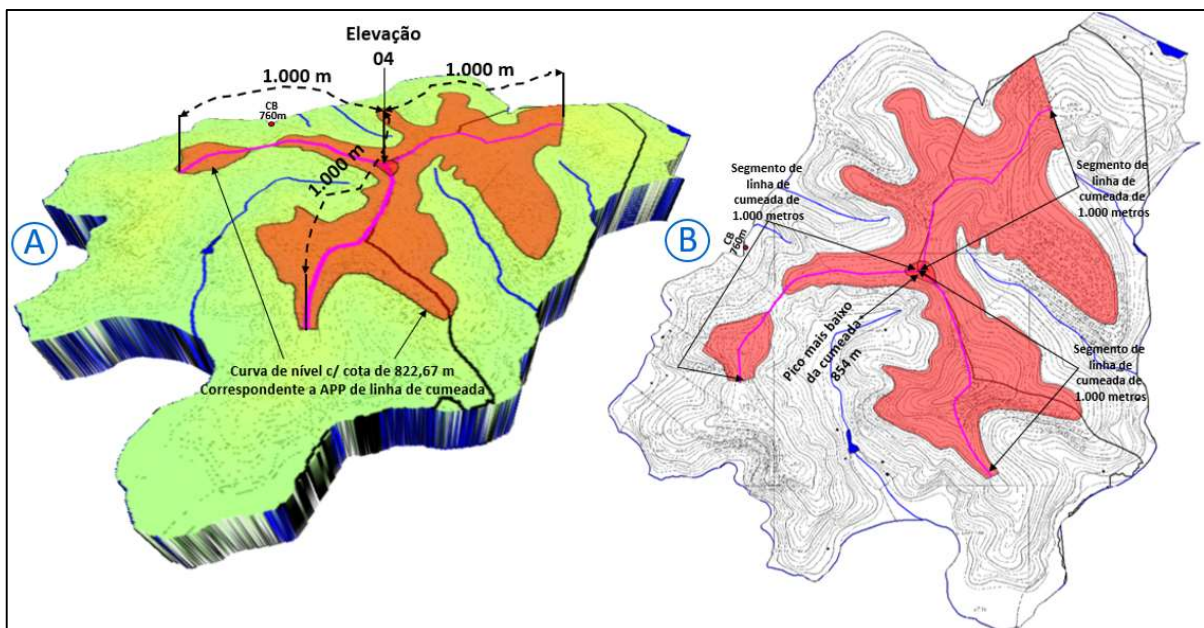 Elevação
04
1.000 m
1.000 m
CB
760m
1.000 m
A
Curva de nível c/ cota de 822,67 m
Correspondente a APP de linha de cumeada
Segmento de
linha de
cumeada de
1.000 metros
Segmento de
linha de
cumeada de
1.000 metros
B
CB
760m
Pico mais baixo
da cumeada
854 m
Segmento de
linha de
cumeada de
1.000 metros